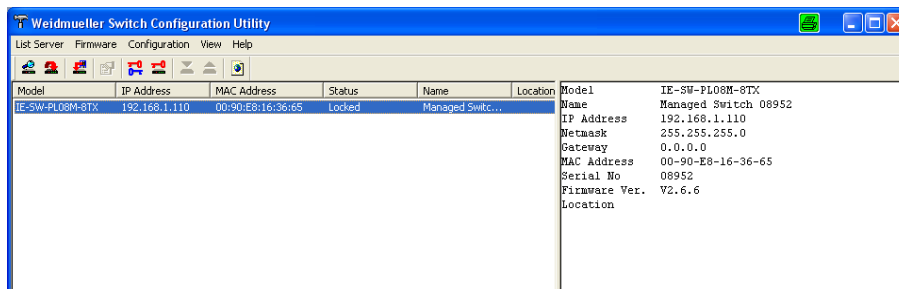 Weidmueller Switch Configuration Utility
List Server Firmware Configuration View Help
Model IP Address MAC Address Status Name Location
IE-SW-PL08M-8TX 192.168.1.110 00:90:E8:16:36:65 Locked Managed Switc...
Model IE-SW-PL08M-8TX
Name Managed Switch 08952
IP Address 192.168.1.110
Netmask 255.255.255.0
Gateway 0.0.0.0
MAC Address 00-90-E8-16-36-65
Serial No 08952
Firmware Ver. V2.6.6
Location